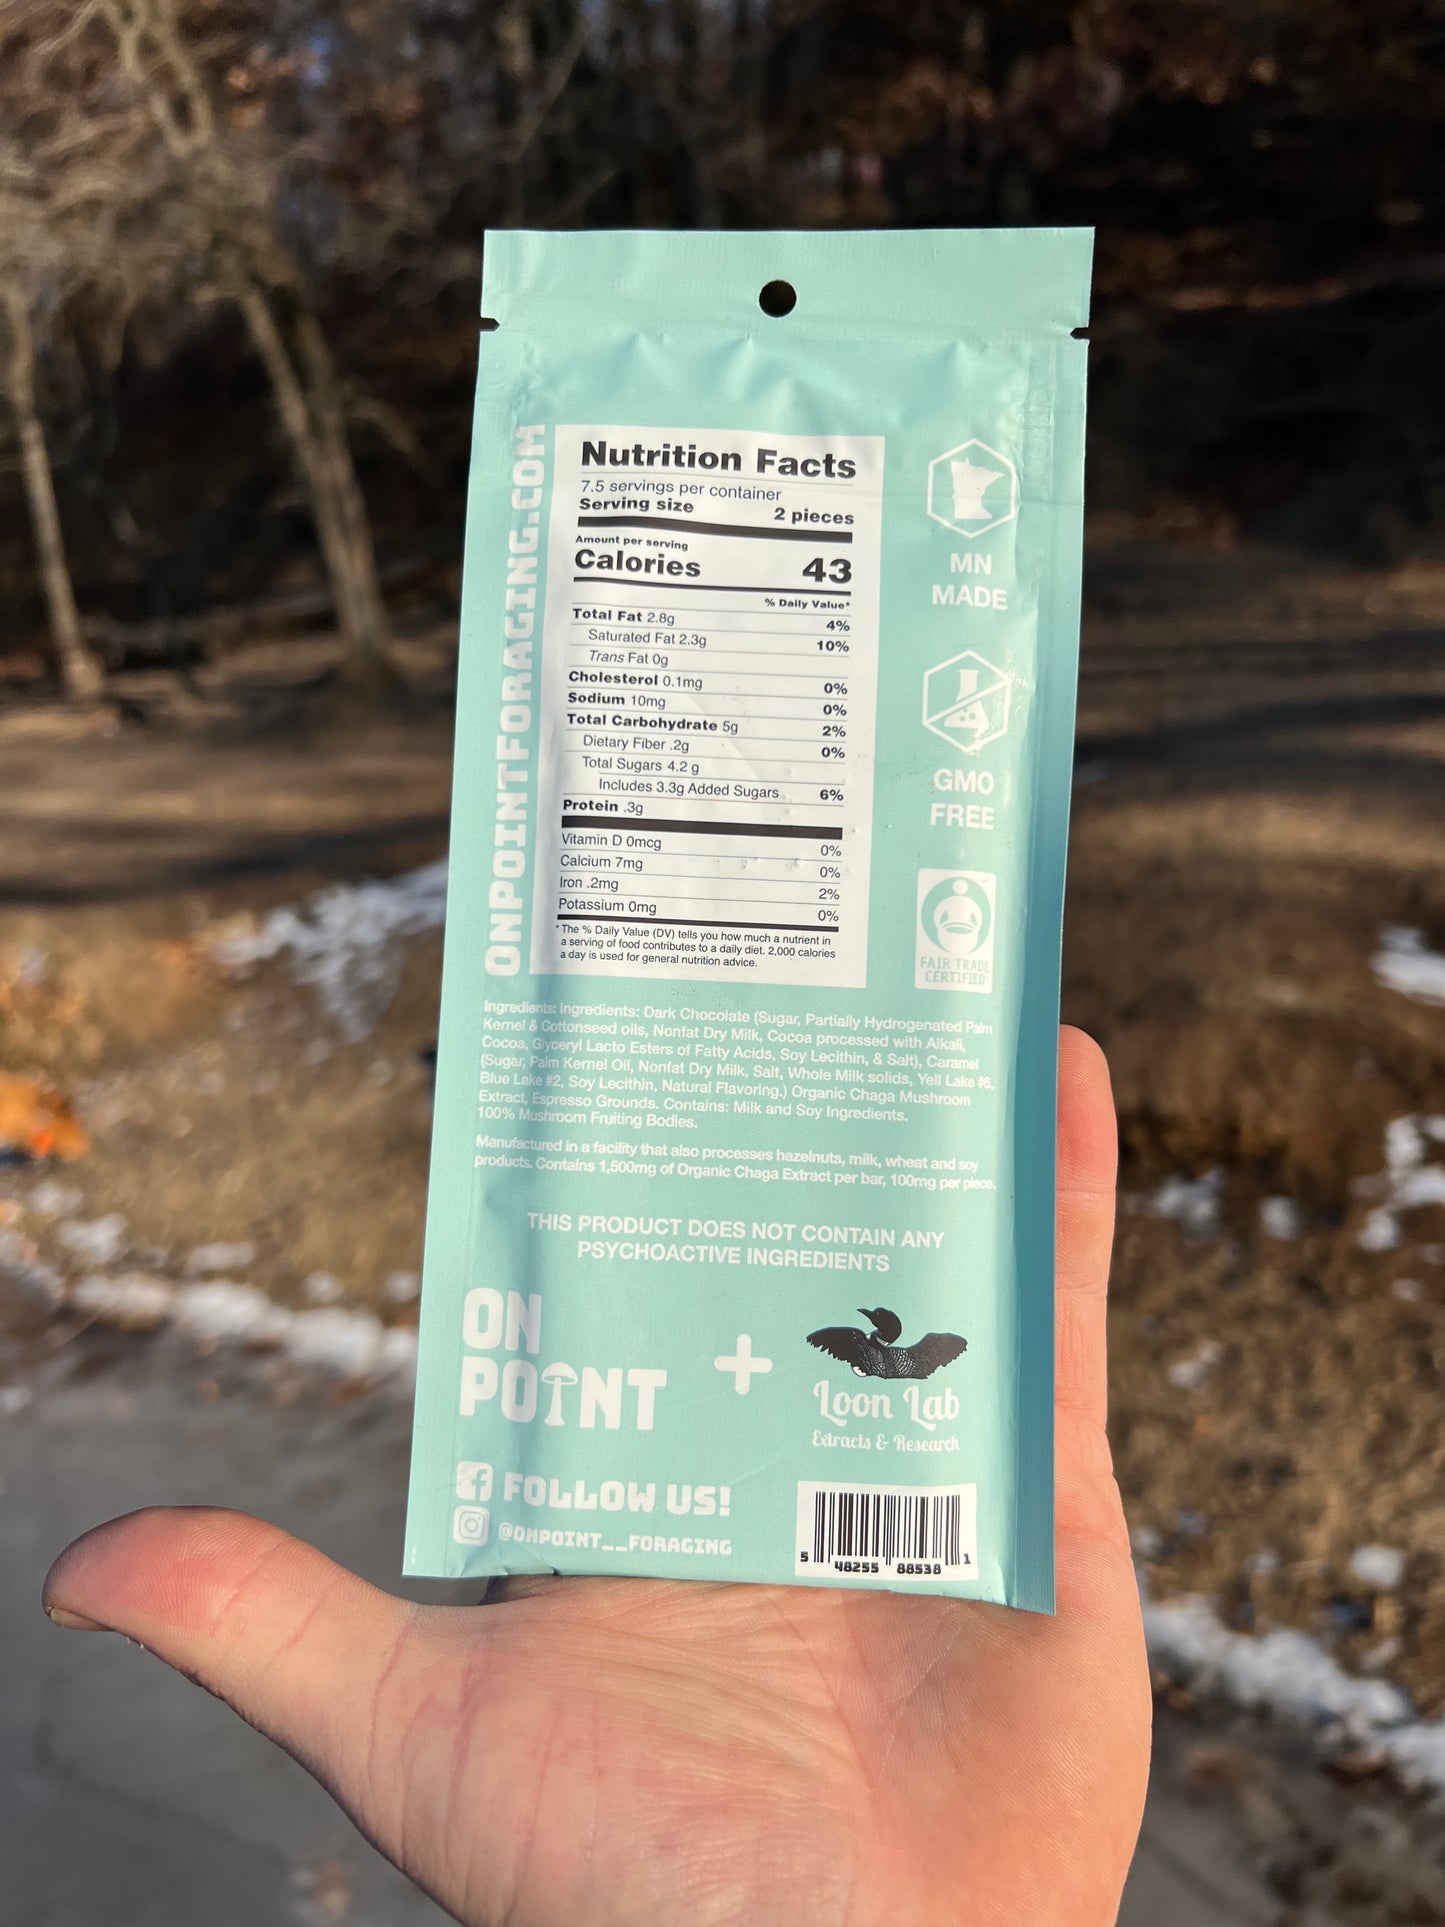 ONPOINTFORAGING.COM
Nutrition Facts
7.5 servings per container
Serving size 2 pieces
Amount per serving
Calories 43
% Daily Value*
Total Fat 2.8g 4%
Saturated Fat 2.3g 10%
Trans Fat 0g
Cholesterol 0.1mg 0%
Sodium 10mg 0%
Total Carbohydrate 5g 2%
Dietary Fiber .2g 0%
Total Sugars 4.2 g
Includes 3.3g Added Sugars 6%
Protein .3g
Vitamin D 0mcg 0%
Calcium 7mg 0%
Iron .2mg 2%
Potassium 0mg 0%
* The % Daily Value (DV) tells you how much a nutrient in
a serving of food contributes to a daily diet. 2,000 calories
a day is used for general nutrition advice.
MN
MADE
GMO
FREE
FAIR TRADE
CERTIFIED
Ingredients: Ingredients: Dark Chocolate (Sugar, Partially Hydrogenated Palm
Kernel & Cottonseed oils, Nonfat Dry Milk, Cocoa processed with Alkali,
Cocoa, Glyceryl Lacto Esters of Fatty Acids, Soy Lecithin, & Salt), Caramel
(Sugar, Palm Kernel Oil, Nonfat Dry Milk, Salt, Whole Milk solids, Yell Lake #6,
Blue Lake #2, Soy Lecithin, Natural Flavoring.) Organic Chaga Mushroom
Extract, Espresso Grounds. Contains: Milk and Soy Ingredients.
100% Mushroom Fruiting Bodies.
Manufactured in a facility that also processes hazelnuts, milk, wheat and soy
products. Contains 1,500mg of Organic Chaga Extract per bar, 100mg per piece.
THIS PRODUCT DOES NOT CONTAIN ANY
PSYCHOACTIVE INGREDIENTS
ON
POINT
+
Loon Lab
Extracts & Research
FOLLOW US!
@ONPOINT__FORAGING
5 48255 88538 1